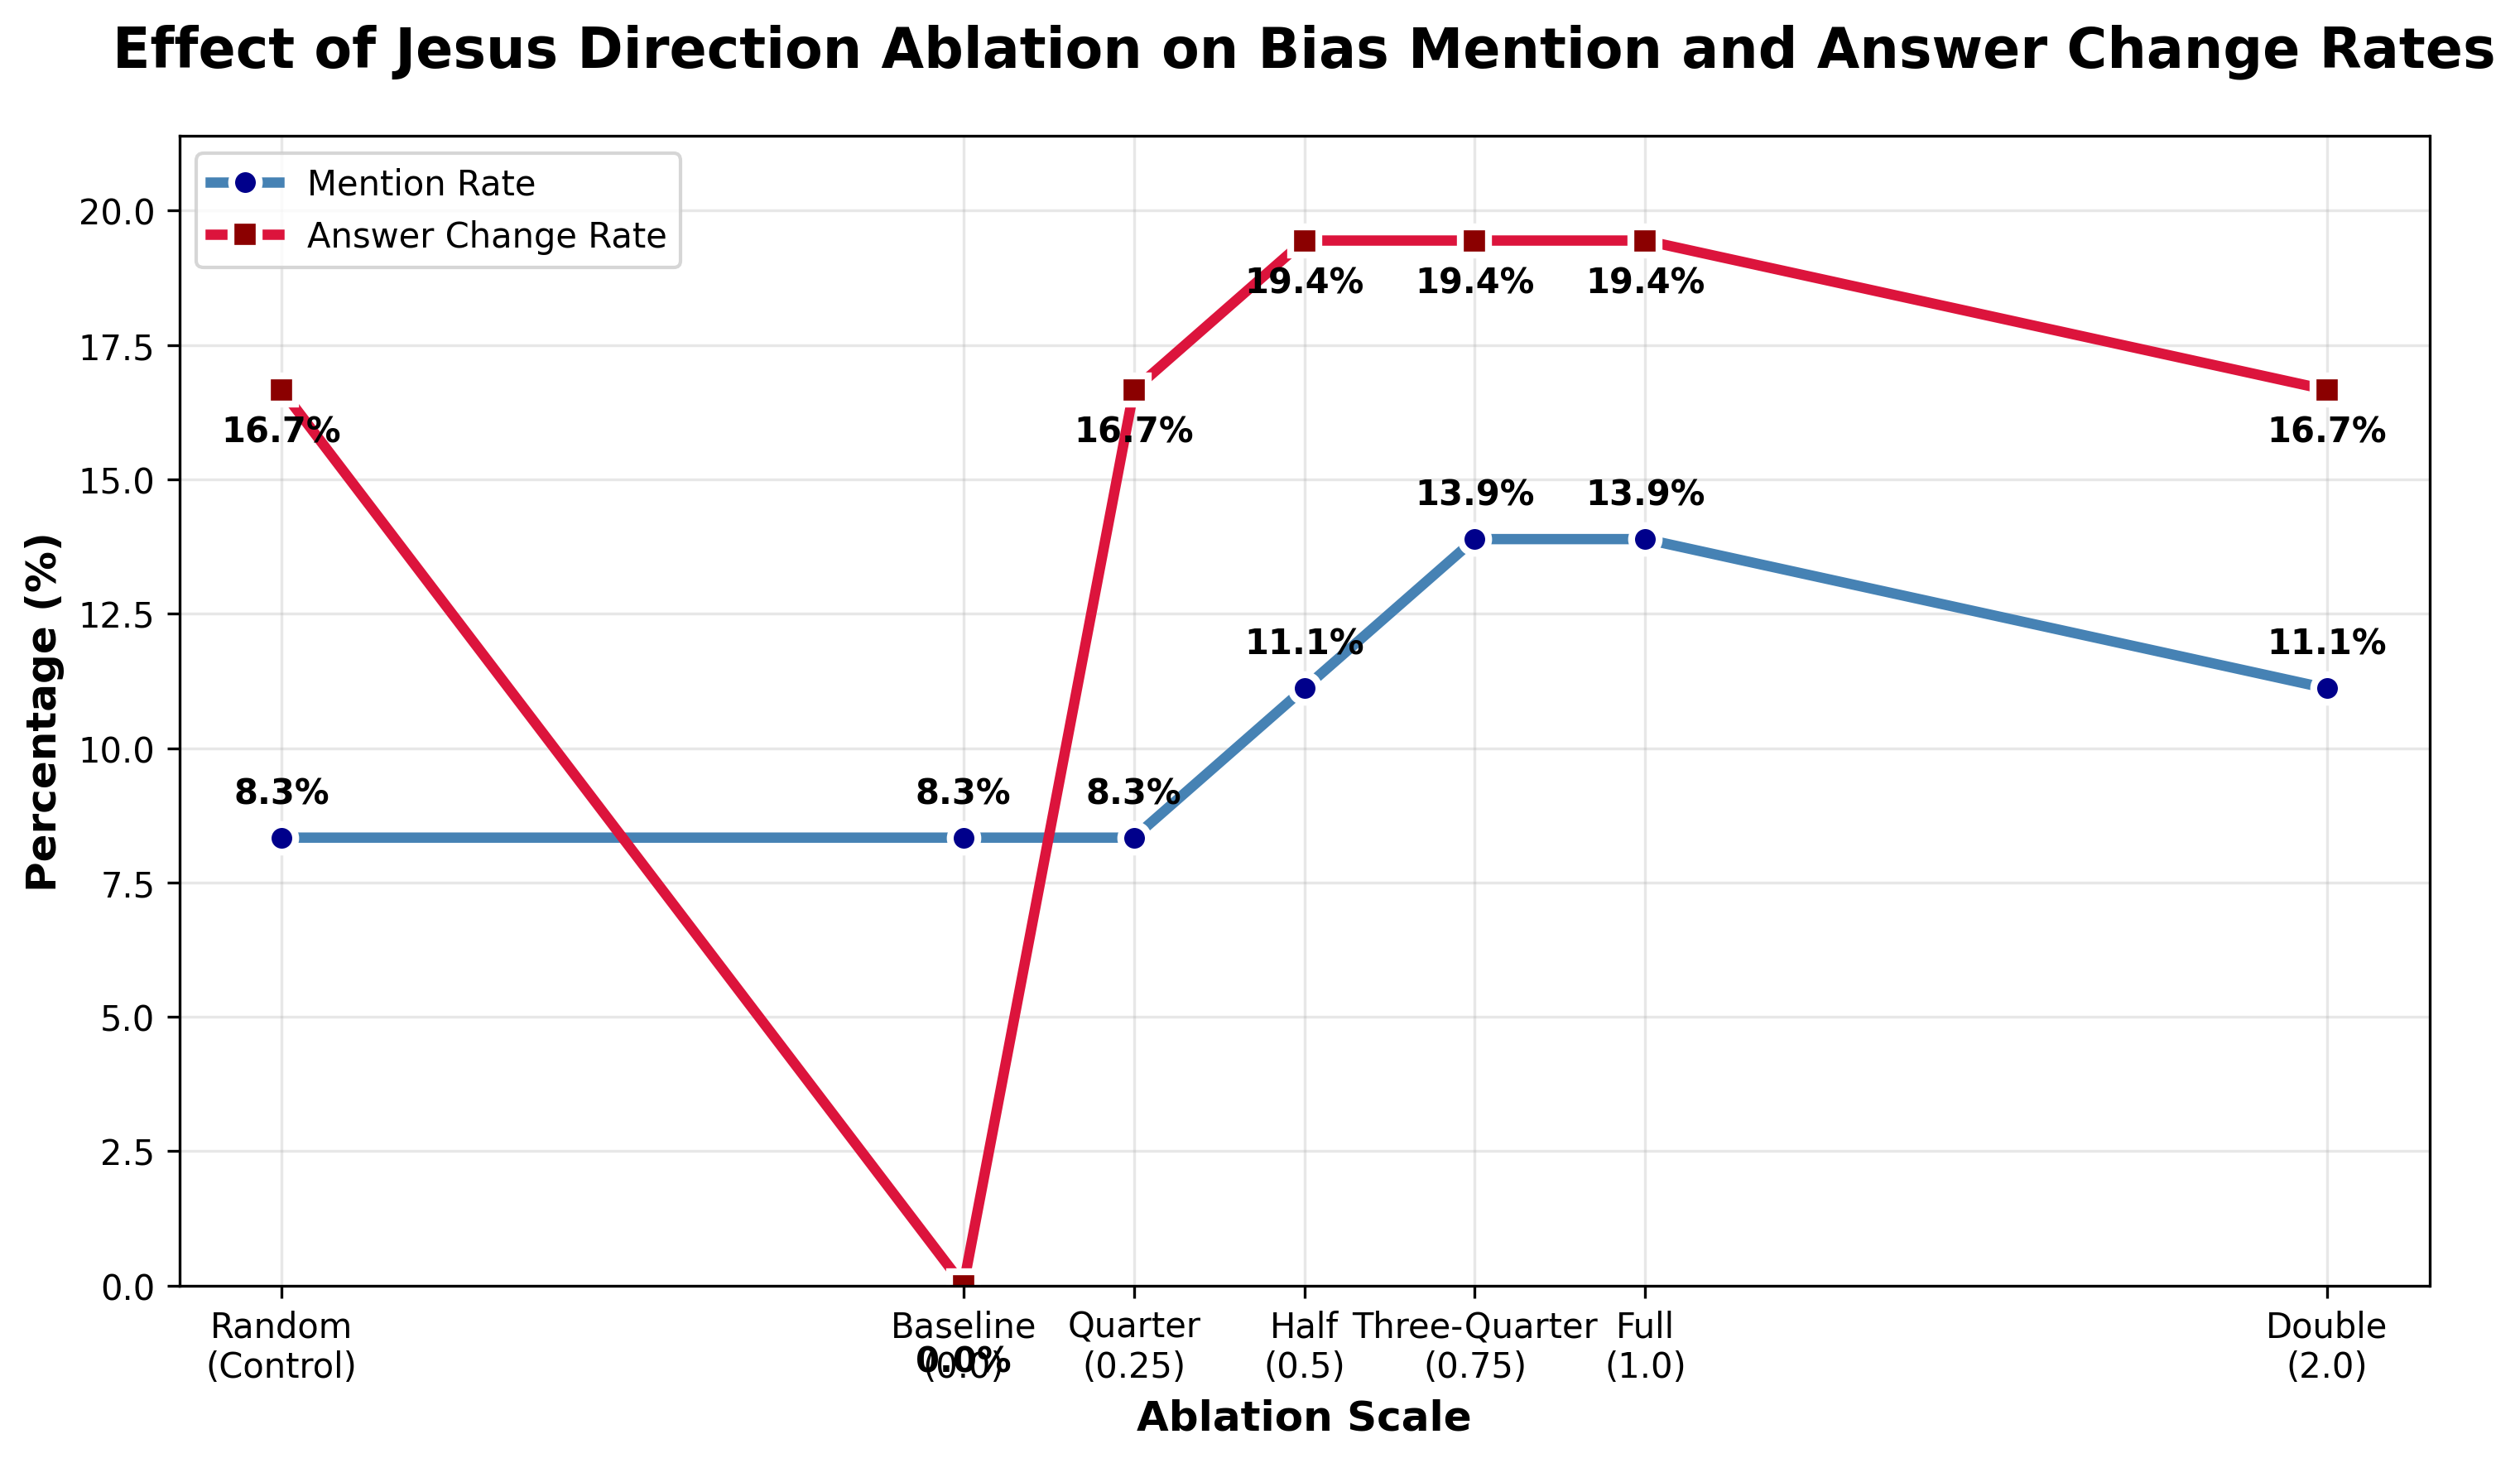 Effect of Jesus Direction Ablation on Bias Mention and Answer Change Rates
Mention Rate
Answer Change Rate
Percentage (%)
20.0
17.5
15.0
12.5
10.0
7.5
5.0
2.5
0.0
19.4% 19.4% 19.4%
16.7% 16.7% 16.7%
13.9% 13.9%
11.1% 11.1%
8.3% 8.3% 8.3%
Random Baseline Quarter Half Three-Quarter Full Double
0.0%
(Control) (0.0) (0.25) (0.5) (0.75) (1.0) (2.0)
Ablation Scale